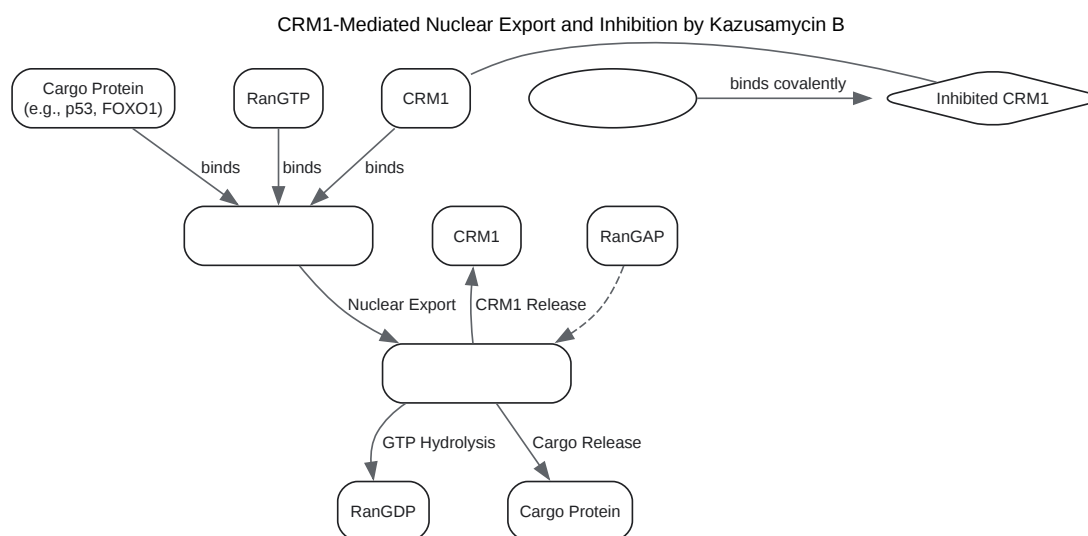 CRM1-Mediated Nuclear Export and Inhibition by Kazusamycin B
Cargo Protein
(e.g., p53, FOXO1)
RanGTP
CRM1
binds covalently
Inhibited CRM1
binds
binds
binds
CRM1
RanGAP
Nuclear Export
CRM1 Release
GTP Hydrolysis
Cargo Release
RanGDP
Cargo Protein